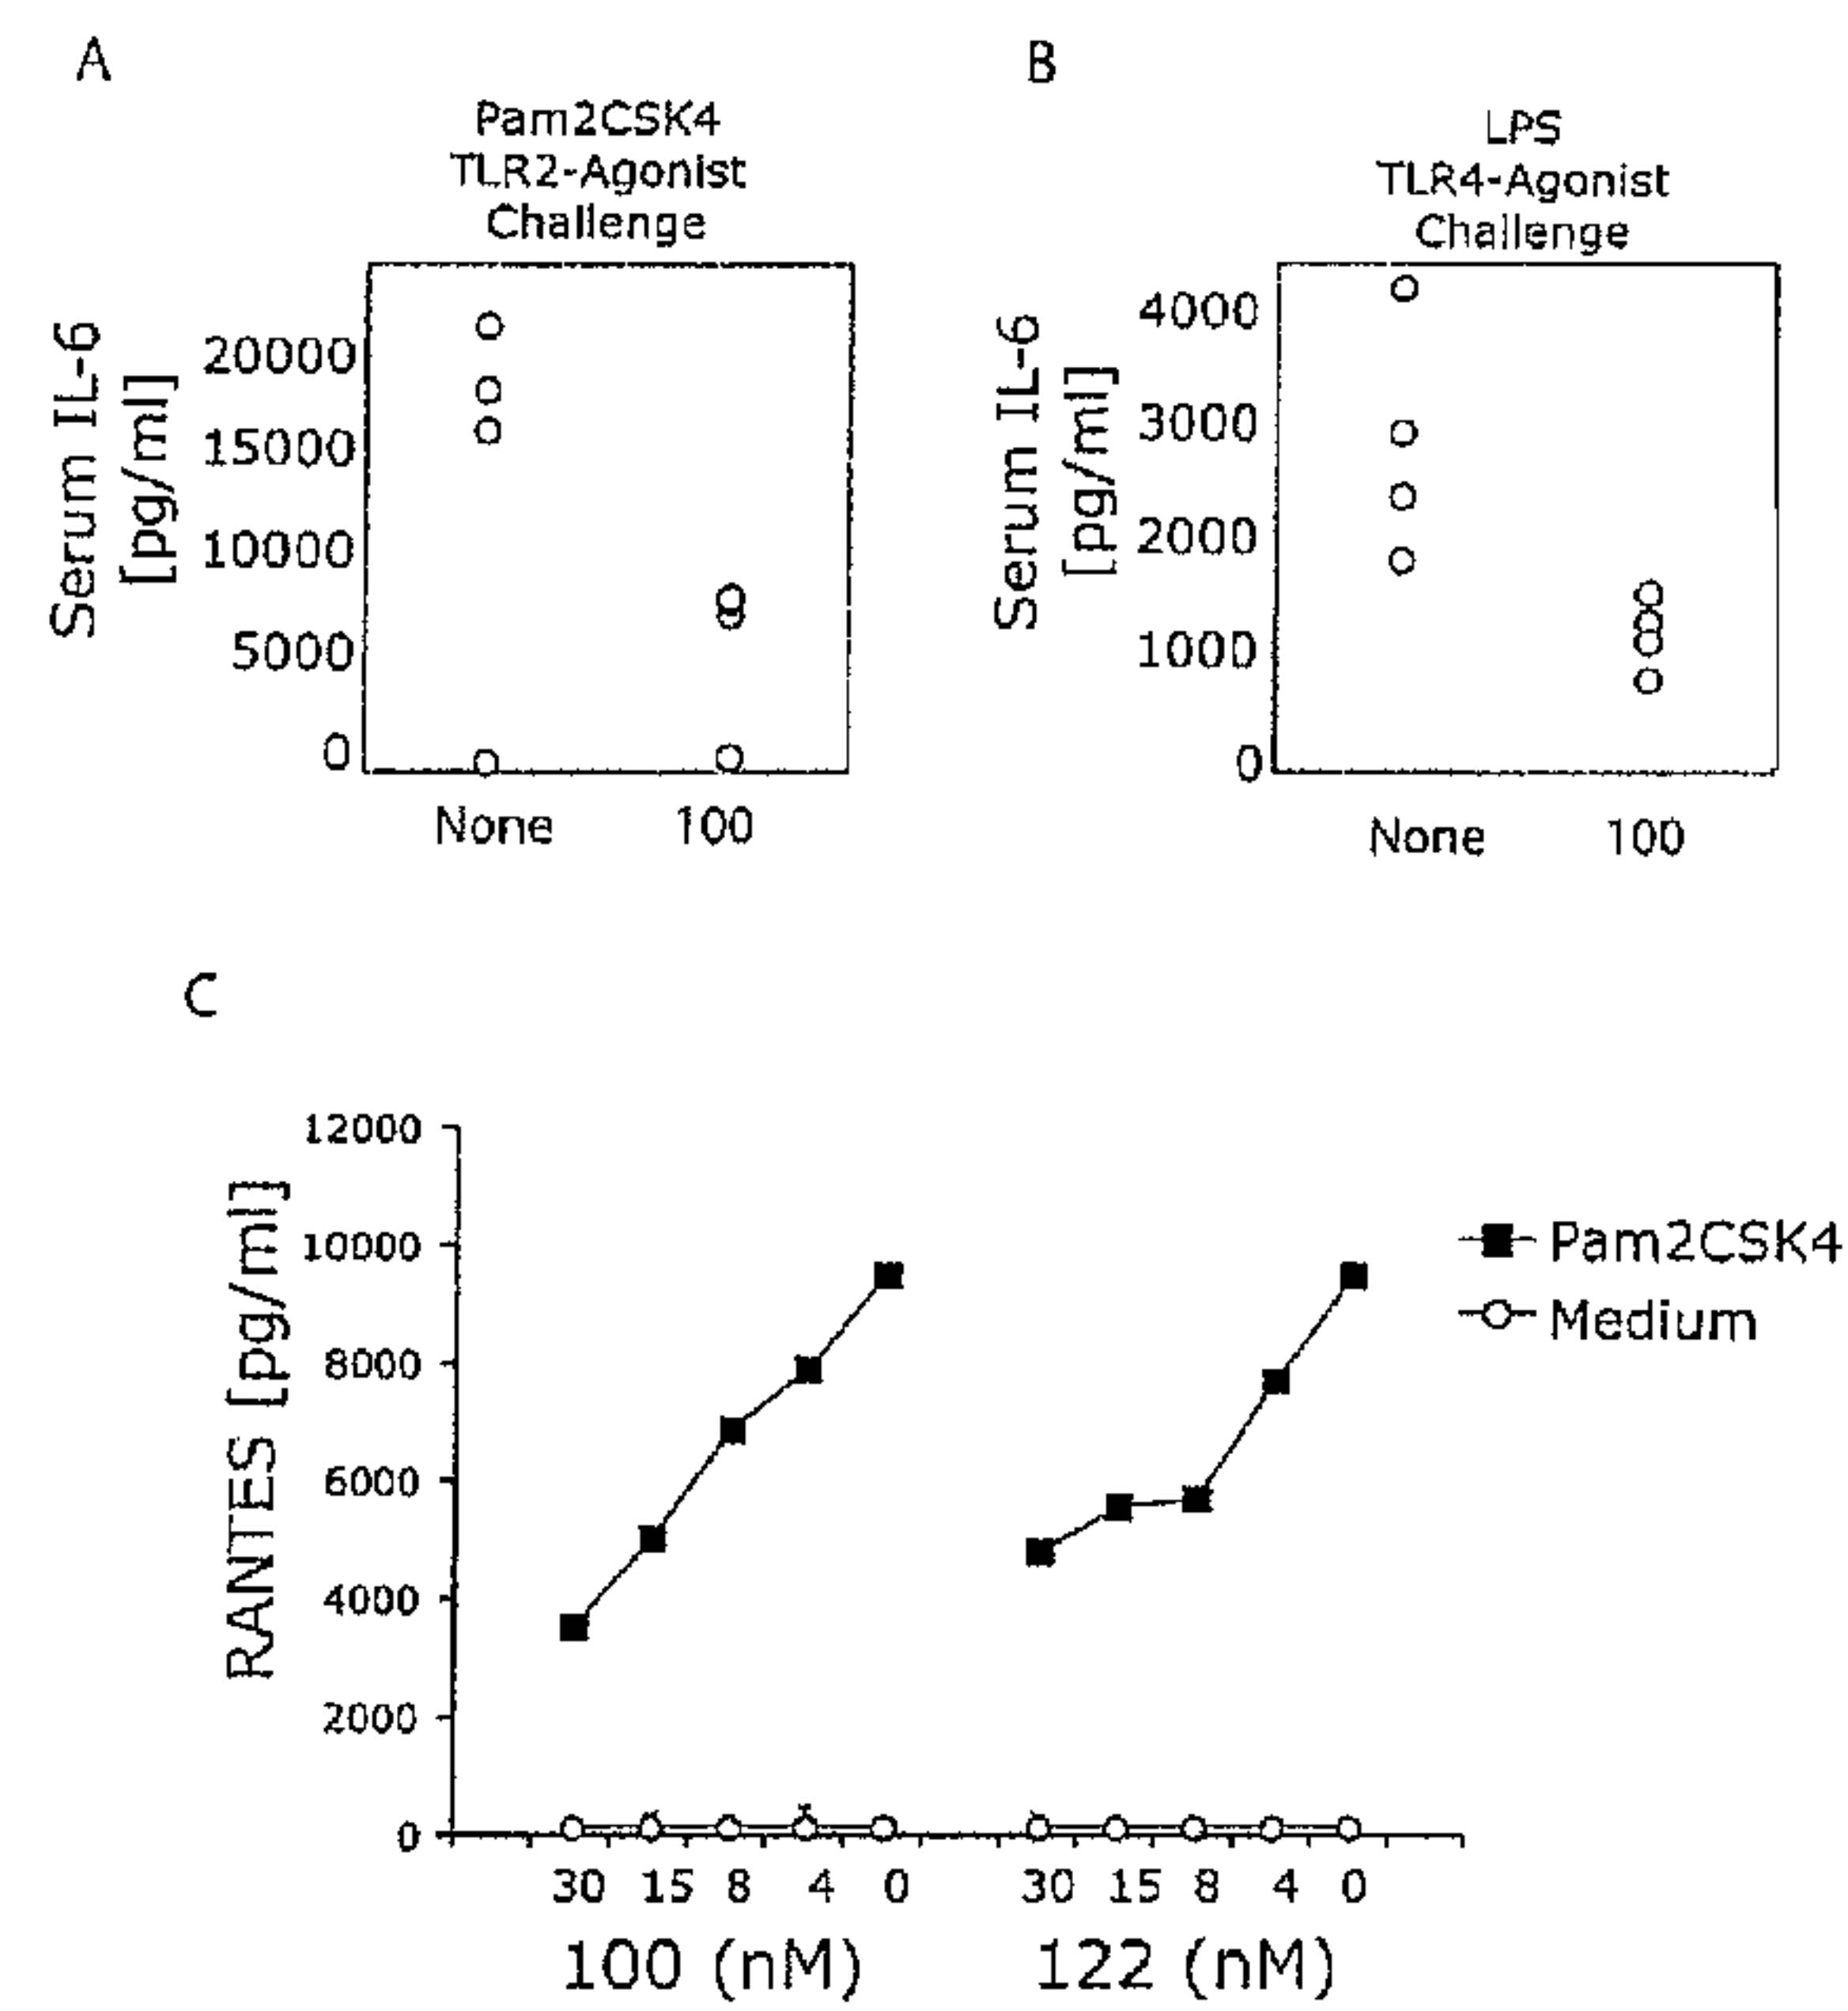 A
Pam2CSK4
TLR2-Agonist
Challenge
Serum IL-6
[pg/ml]
20000
15000
10000
5000
0
None 100
B
LPS
TLR4-Agonist
Challenge
Serum IL-6
[pg/ml]
4000
3000
2000
1000
0
None 100
C
RANTES [pg/ml]
12000
10000
8000
6000
4000
2000
0
30 15 8 4 0 30 15 8 4 0
100 (nM) 122 (nM)
Pam2CSK4
Medium